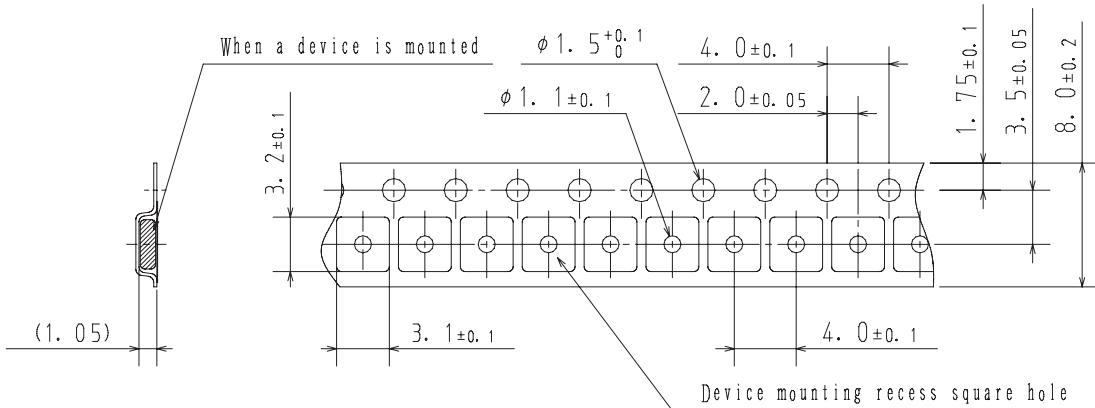 When a device is mounted
φ1.5 +0.1 0
4.0±0.1
φ1.1±0.1
2.0±0.05
1.75±0.1
3.5±0.05
8.0±0.2
3.2±0.1
(1.05)
3.1±0.1
4.0±0.1
Device mounting recess square hole